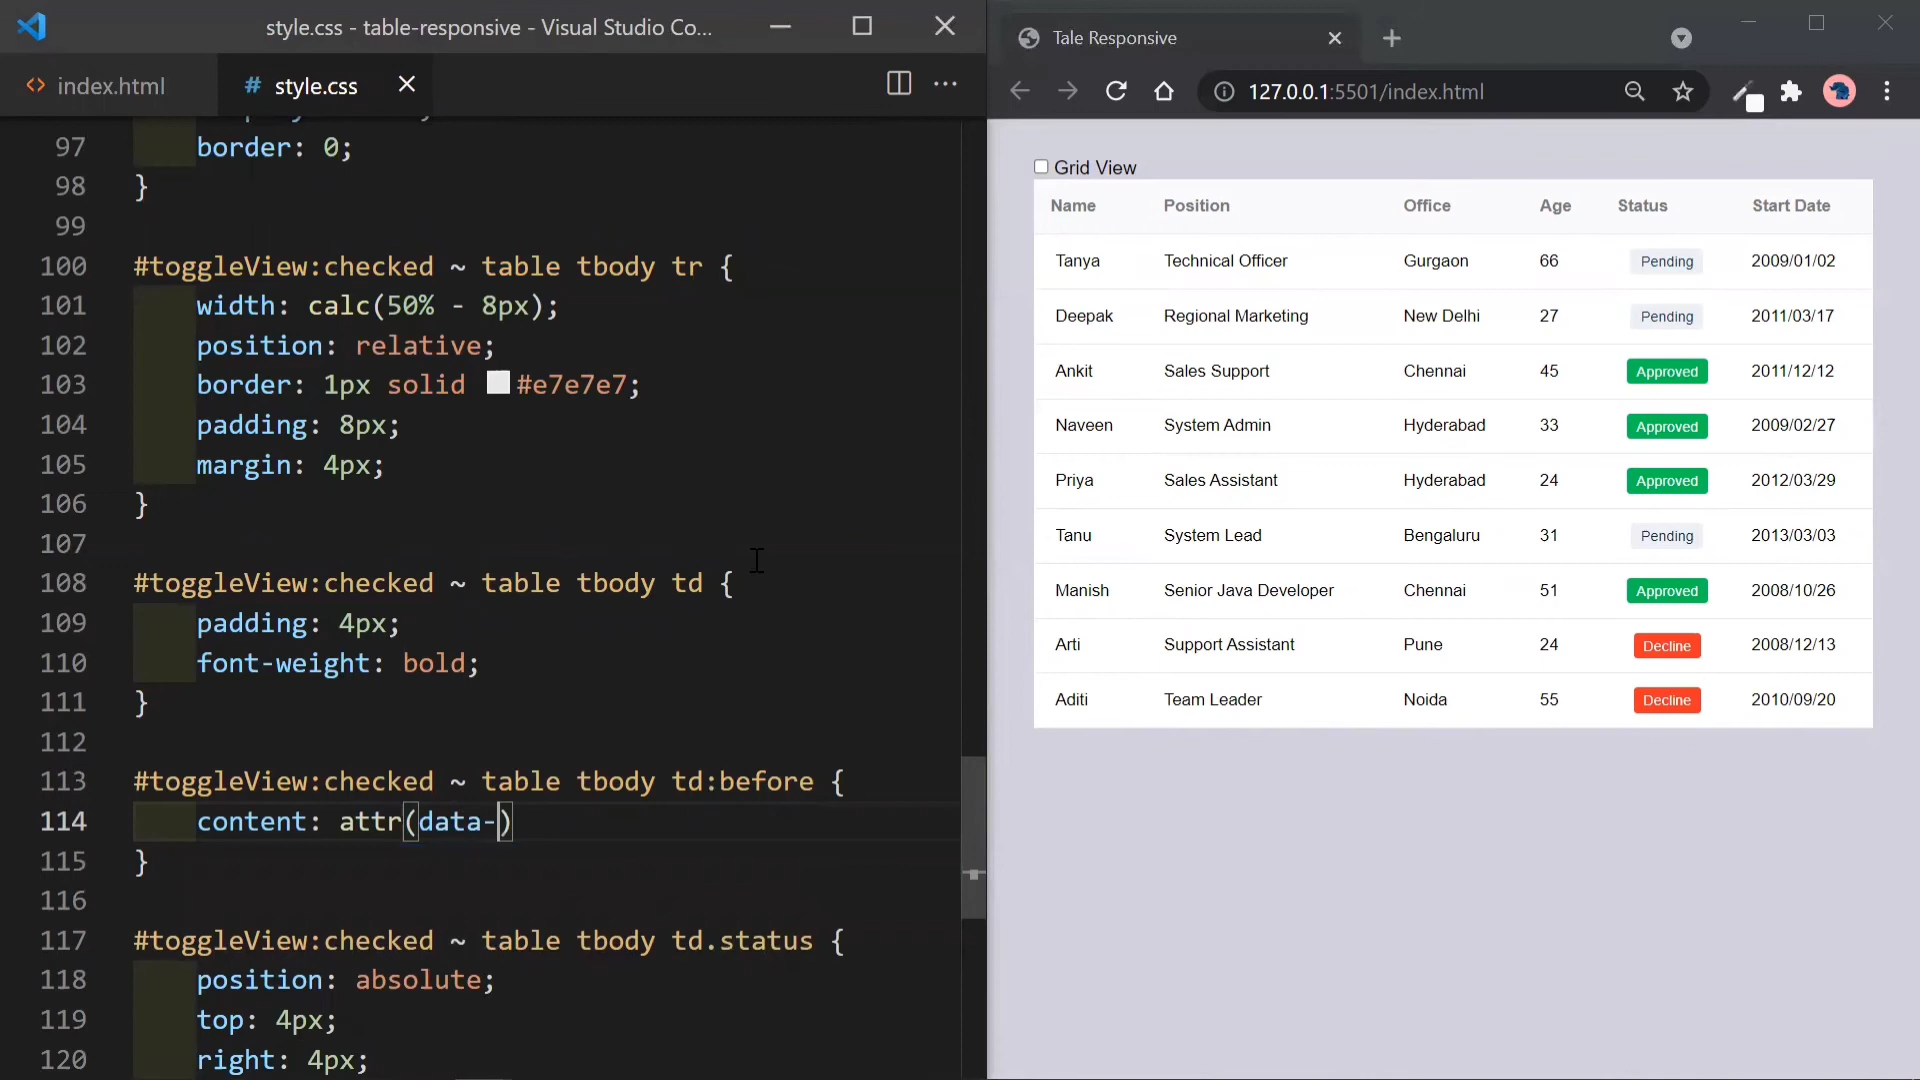 style.css - table-responsive - Visual Studio Co...
index.html
# style.css
97 border: 0;
98 }
99
100 #toggleView:checked ~ table tbody tr {
101 width: calc(50% - 8px);
102 position: relative;
103 border: 1px solid #e7e7e7;
104 padding: 8px;
105 margin: 4px;
106 }
107
108 #toggleView:checked ~ table tbody td {
109 padding: 4px;
110 font-weight: bold;
111 }
112
113 #toggleView:checked ~ table tbody td:before {
114 content: attr(data-)
115 }
116
117 #toggleView:checked ~ table tbody td.status {
118 position: absolute;
119 top: 4px;
120 right: 4px;
Tale Responsive
127.0.0.1:5501/index.html
Grid View
Name Position Office Age Status Start Date
Tanya Technical Officer Gurgaon 66 Pending 2009/01/02
Deepak Regional Marketing New Delhi 27 Pending 2011/03/17
Ankit Sales Support Chennai 45 Approved 2011/12/12
Naveen System Admin Hyderabad 33 Approved 2009/02/27
Priya Sales Assistant Hyderabad 24 Approved 2012/03/29
Tanu System Lead Bengaluru 31 Pending 2013/03/03
Manish Senior Java Developer Chennai 51 Approved 2008/10/26
Arti Support Assistant Pune 24 Decline 2008/12/13
Aditi Team Leader Noida 55 Decline 2010/09/20